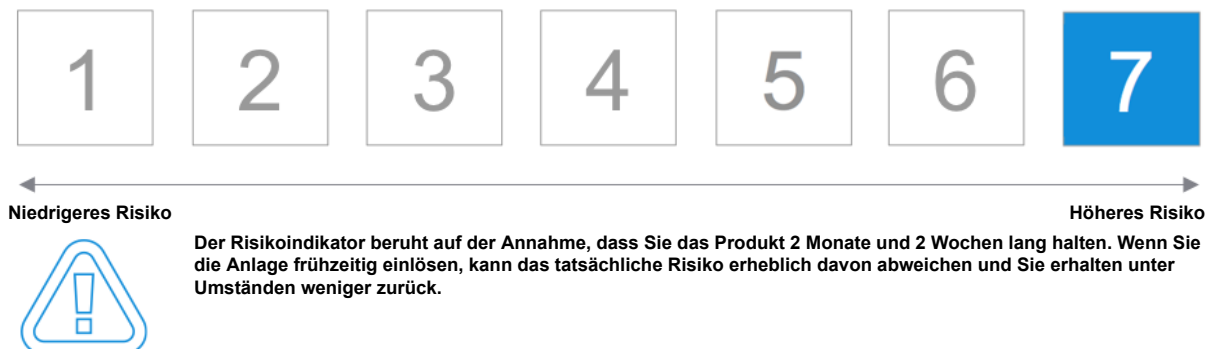 1 2 3 4 5 6 7
Niedrigeres Risiko Höheres Risiko
Der Risikoindikator beruht auf der Annahme, dass Sie das Produkt 2 Monate und 2 Wochen lang halten. Wenn Sie
die Anlage frühzeitig einlösen, kann das tatsächliche Risiko erheblich davon abweichen und Sie erhalten unter
Umständen weniger zurück.